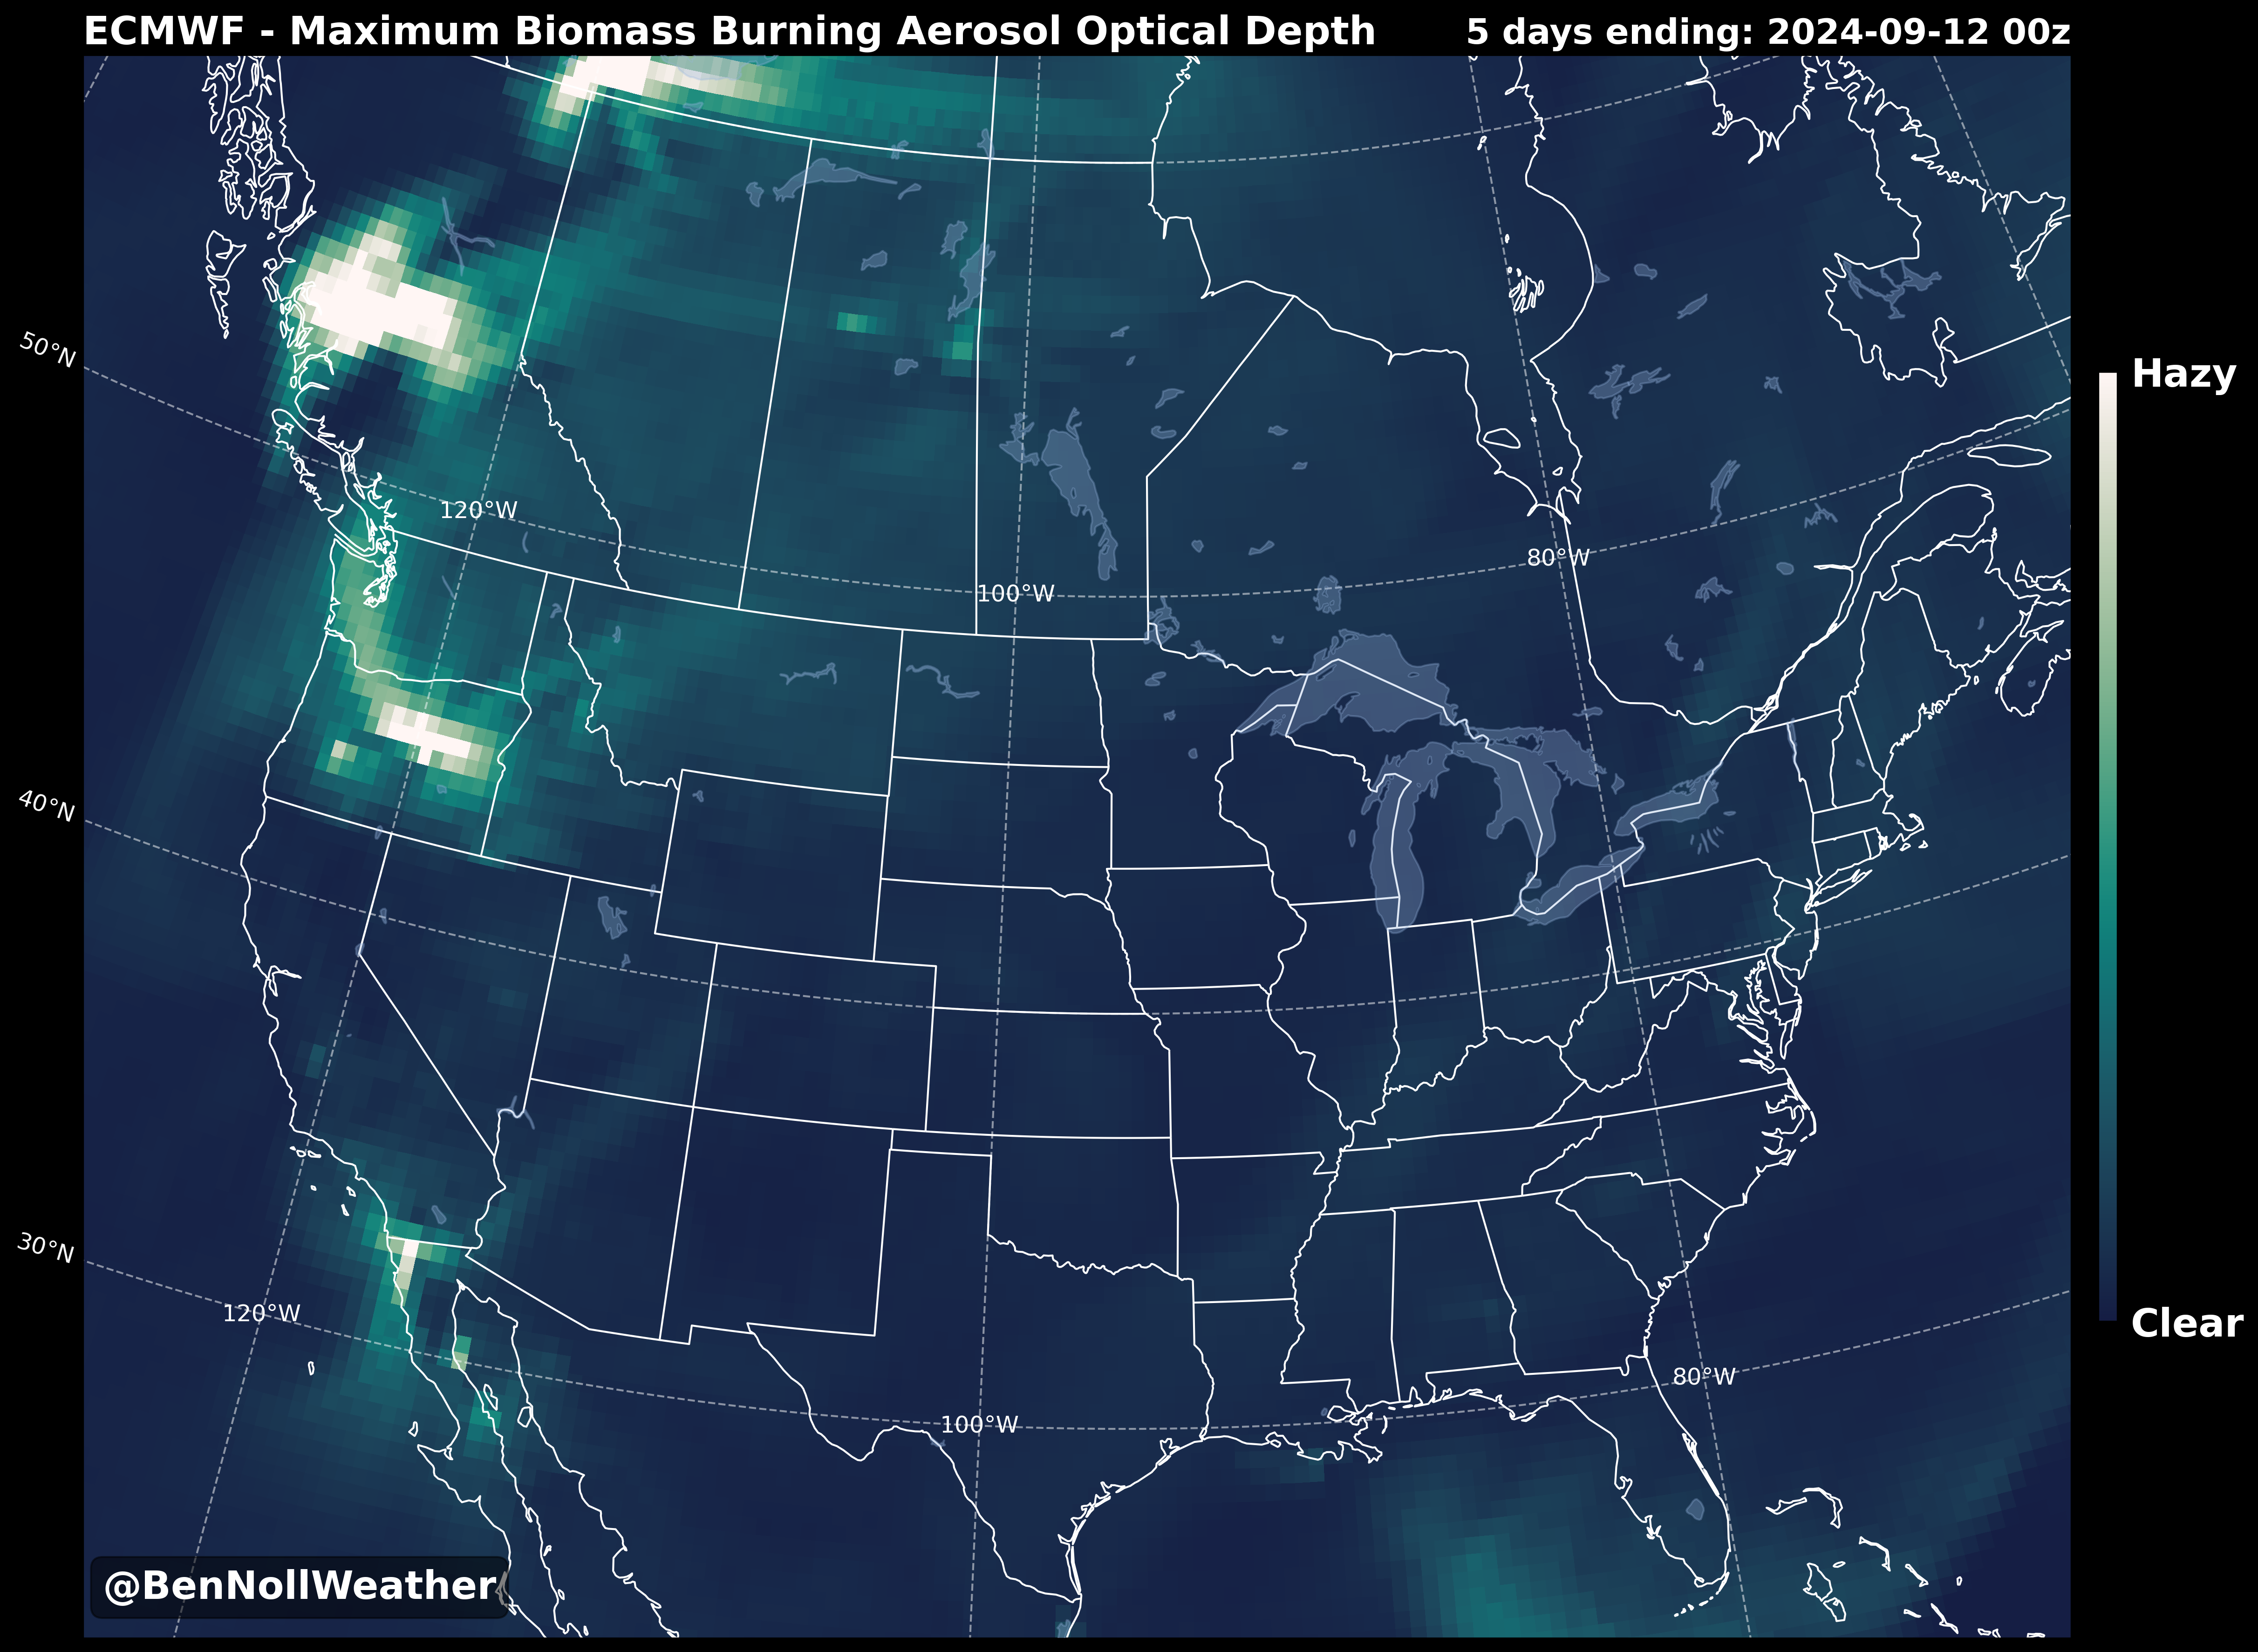 ECMWF - Maximum Biomass Burning Aerosol Optical Depth
5 days ending: 2024-09-12 00z
50°N
Hazy
120°W
80°W
100°W
40°N
30°N
120°W
Clear
80°W
100°W
@BenNollWeather